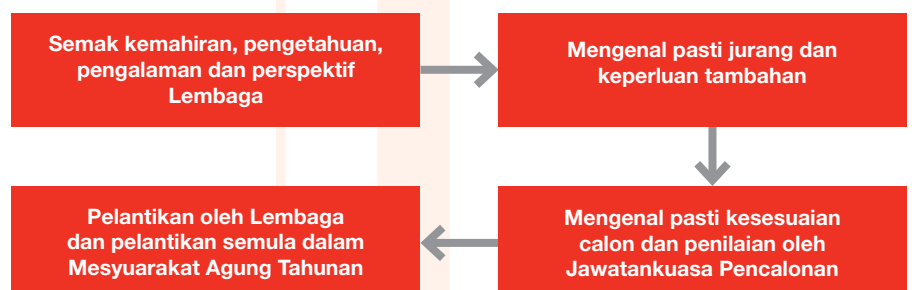 Semak kemahiran, pengetahuan,
pengalaman dan perspektif
Lembaga
Mengenal pasti jurang dan
keperluan tambahan
Mengenal pasti kesesuaian
calon dan penilaian oleh
Jawatankuasa Pencalonan
Pelantikan oleh Lembaga
dan pelantikan semula dalam
Mesyuarakat Agung Tahunan